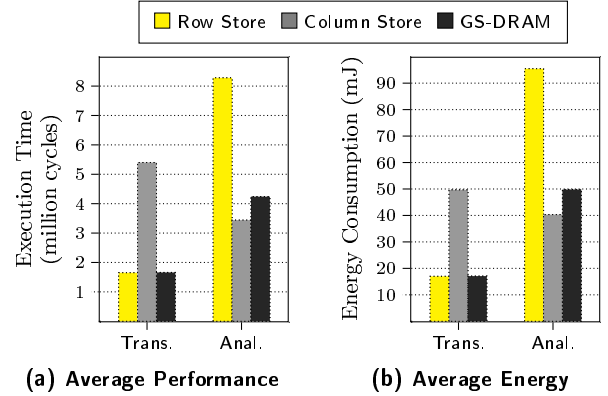 Row Store Column Store GS-DRAM
Execution Time
(million cycles)
8
7
6
5
4
3
2
1
Trans. Anal.
(a) Average Performance
Energy Consumption (mJ)
90
80
70
60
50
40
30
20
10
Trans. Anal.
(b) Average Energy